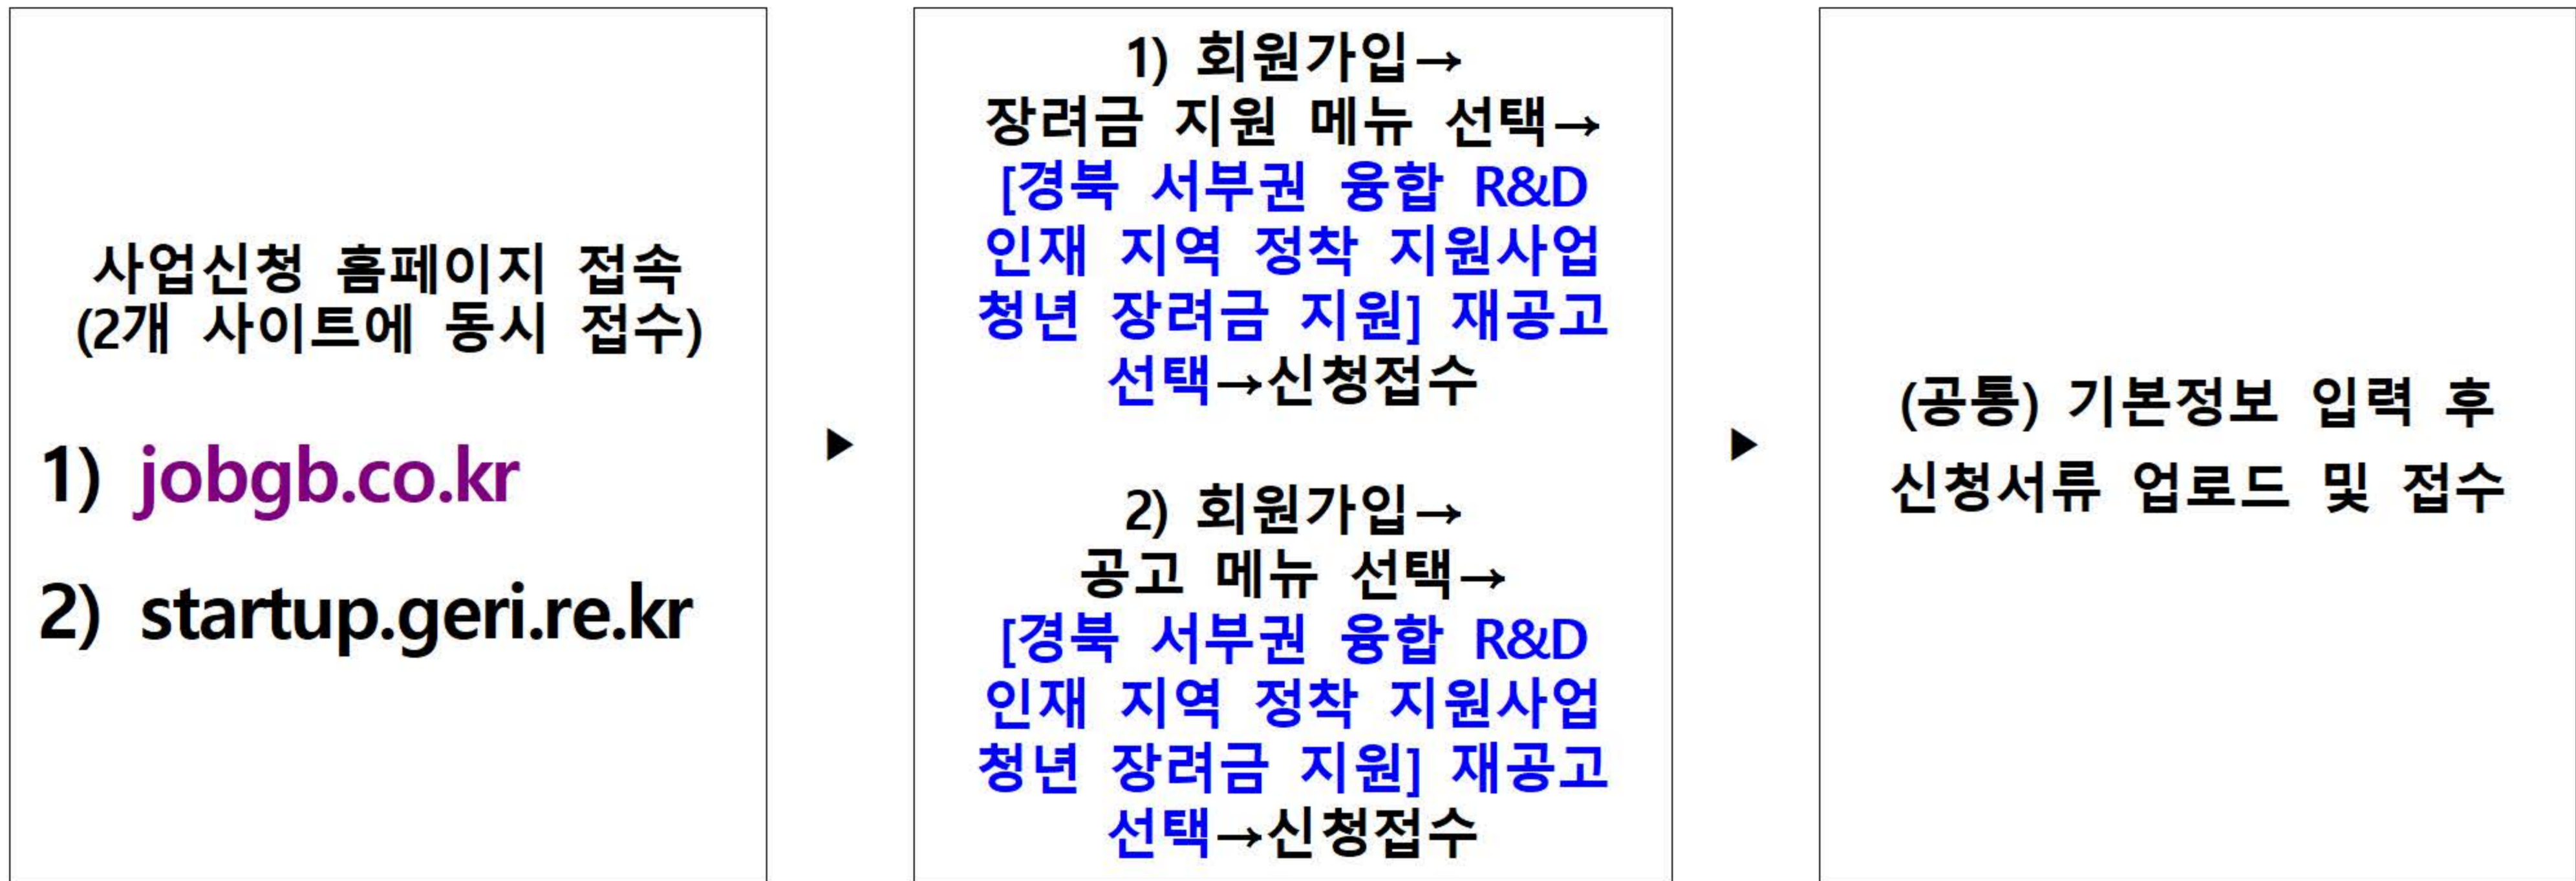 사업신청 홈페이지 접속
(2개 사이트에 동시 접수)
1) jobgb.co.kr
2) startup.geri.re.kr
▶
1) 회원가입→
장려금 지원 메뉴 선택→
[경북 서부권 융합 R&D
인재 지역 정착 지원사업
청년 장려금 지원] 재공고
선택→신청접수
2) 회원가입→
공고 메뉴 선택→
[경북 서부권 융합 R&D
인재 지역 정착 지원사업
청년 장려금 지원] 재공고
선택→신청접수
▶
(공통) 기본정보 입력 후
신청서류 업로드 및 접수